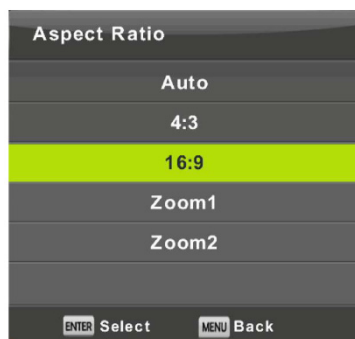 Aspect Ratio
Auto
4:3
16:9
Zoom1
Zoom2
ENTER Select MENU Back